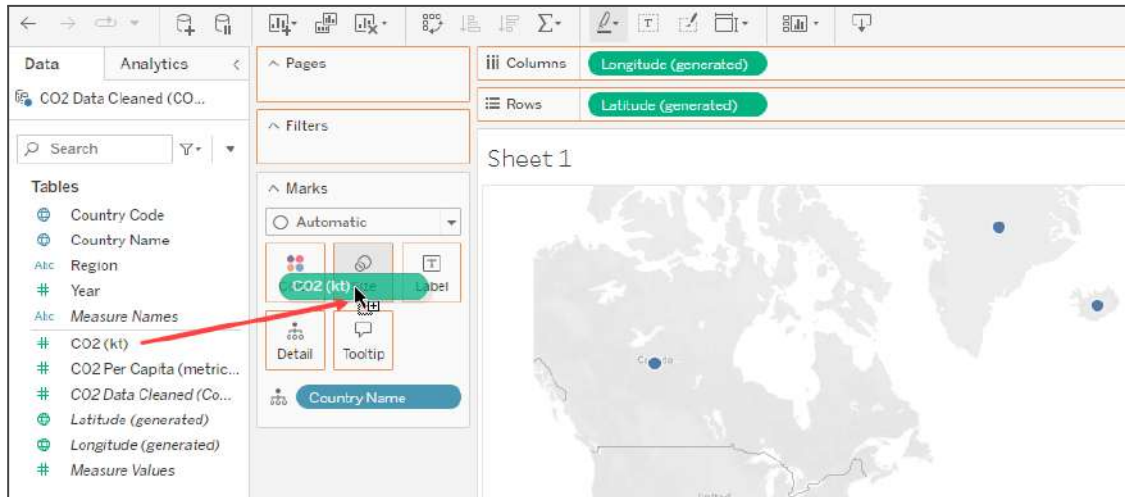 Data
Analytics
CO2 Data Cleaned (CO...
Search
Tables
Country Code
Country Name
Abc Region
# Year
Abc Measure Names
# CO2 (kt)
# CO2 Per Capita (metric...
# CO2 Data Cleaned (Co...
Latitude (generated)
Longitude (generated)
# Measure Values
Pages
Filters
Marks
Automatic
CO2 (kt)
Label
Detail
Tooltip
Country Name
Columns
Longitude (generated)
Rows
Latitude (generated)
Sheet 1